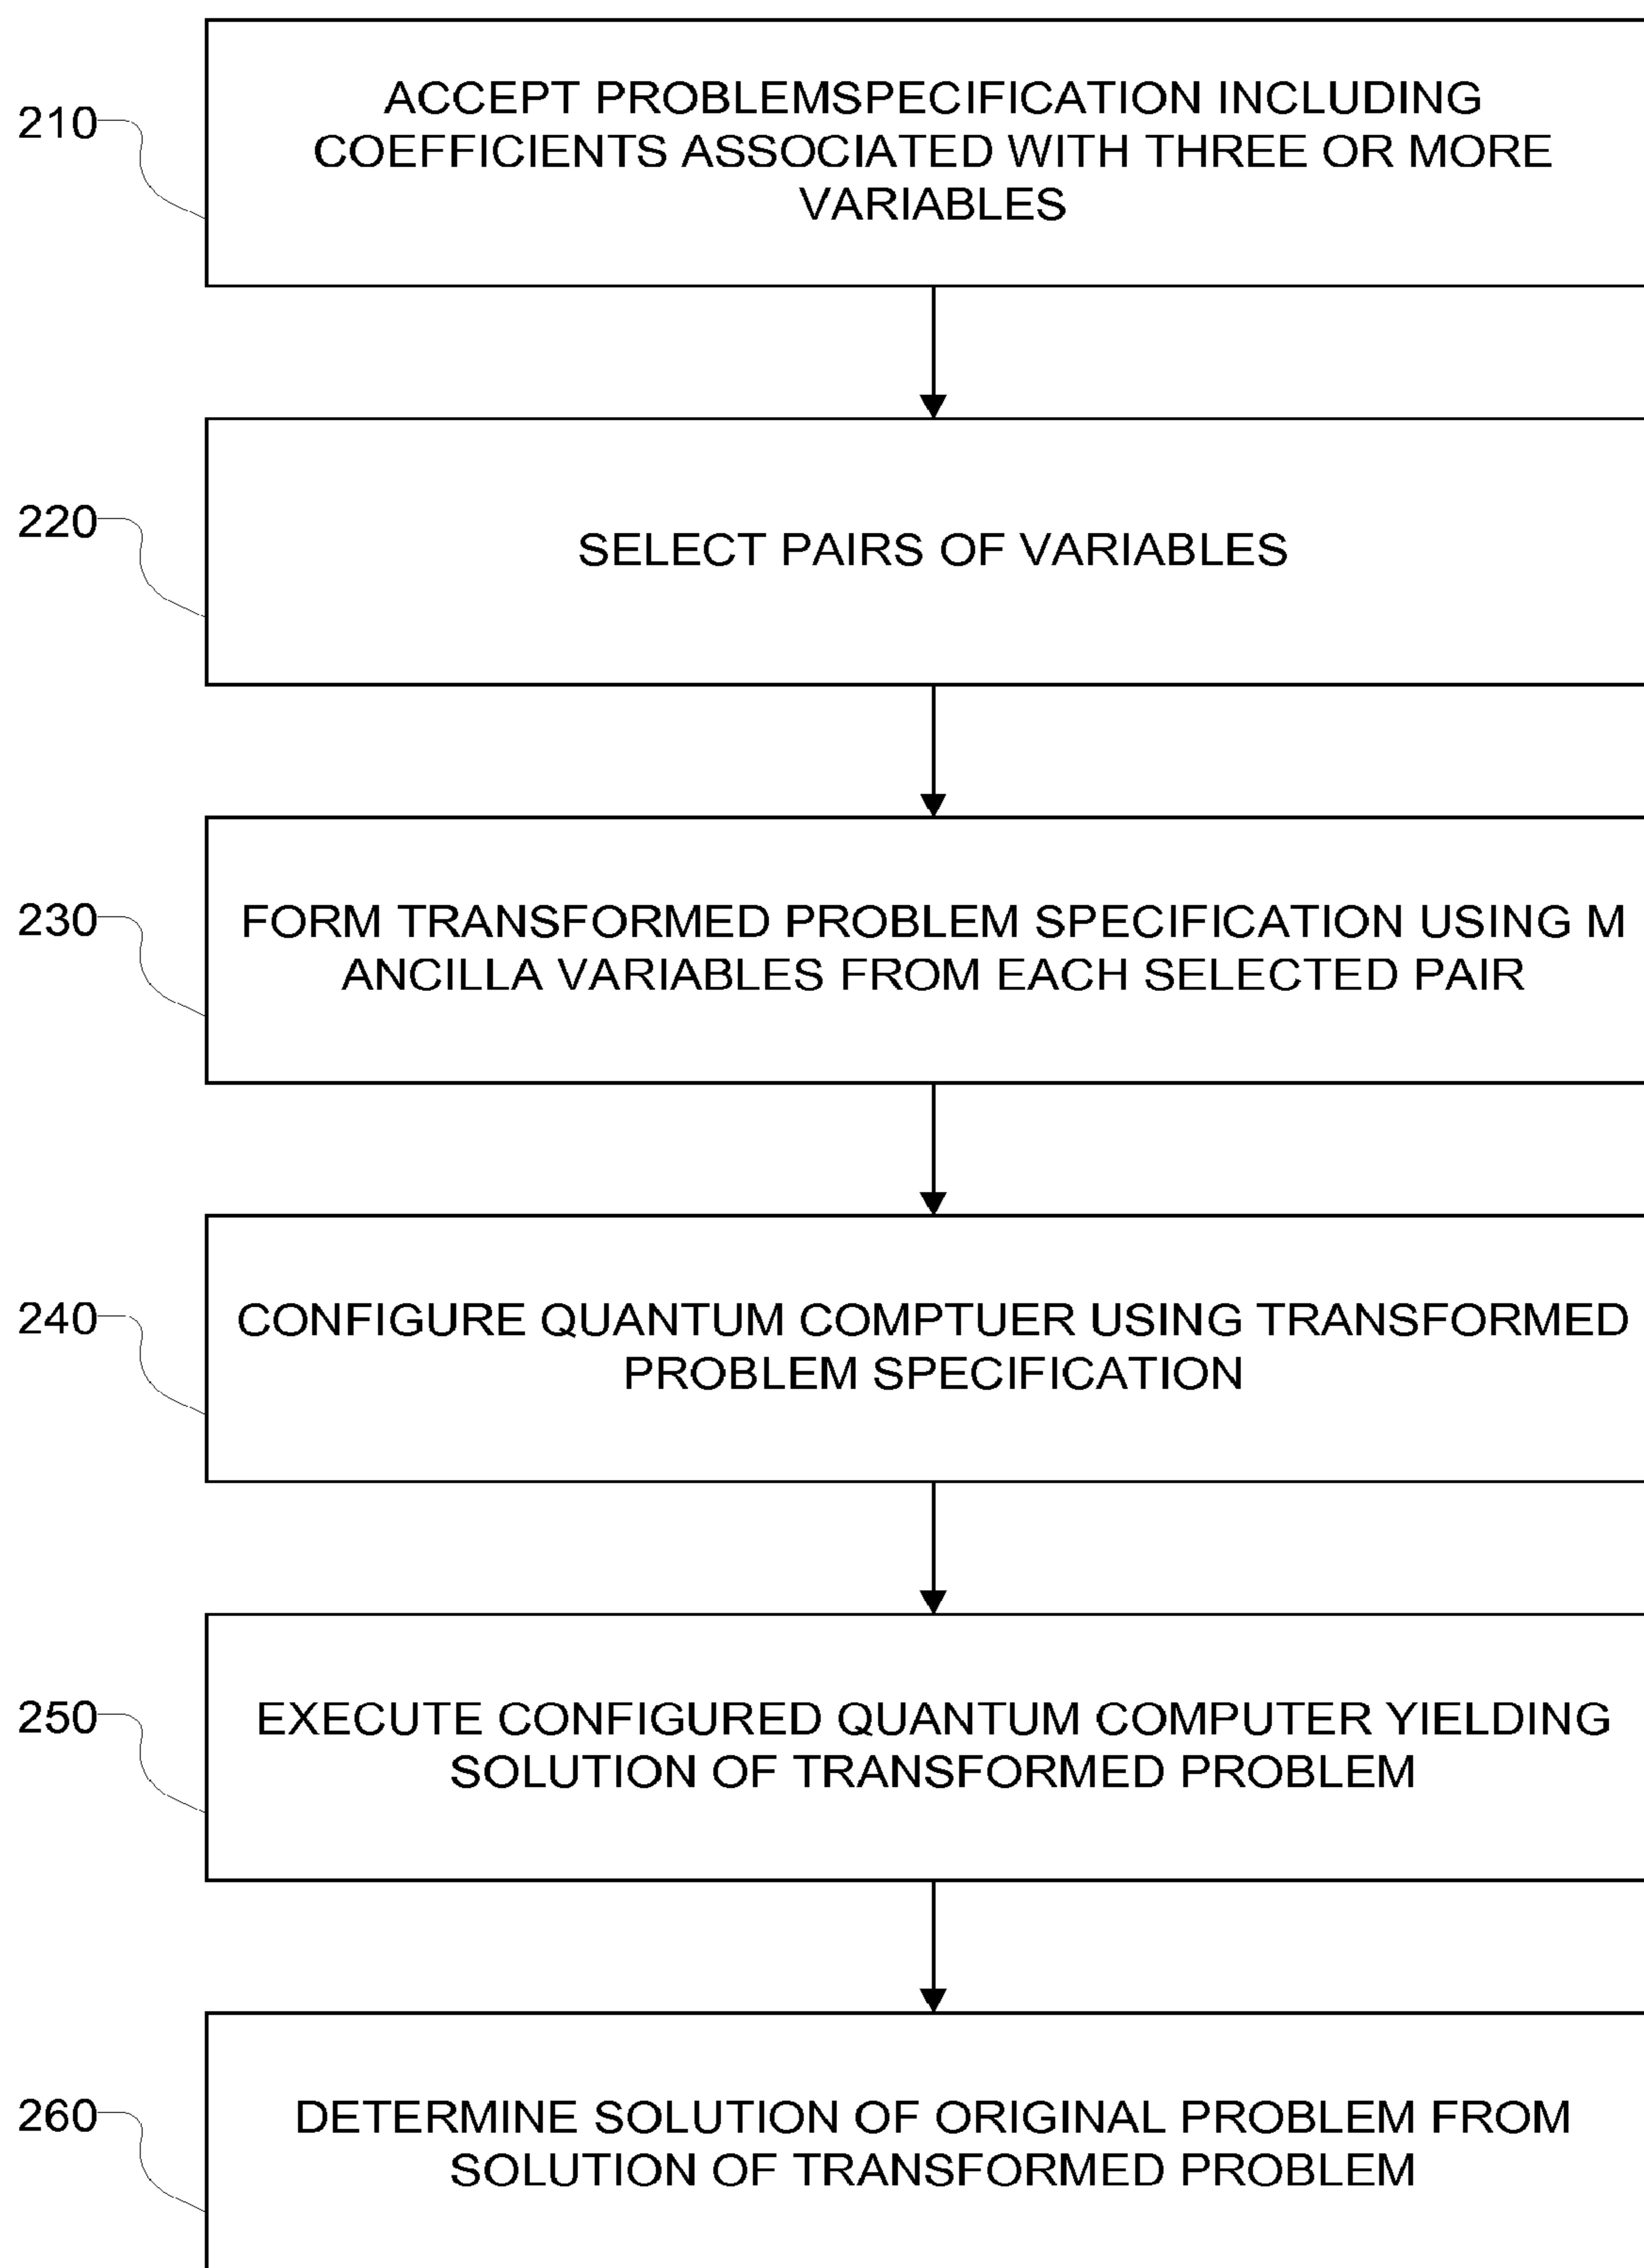 210
ACCEPT PROBLEMSPECIFICATION INCLUDING
COEFFICIENTS ASSOCIATED WITH THREE OR MORE
VARIABLES
220
SELECT PAIRS OF VARIABLES
230
FORM TRANSFORMED PROBLEM SPECIFICATION USING M
ANCILLA VARIABLES FROM EACH SELECTED PAIR
240
CONFIGURE QUANTUM COMPTUER USING TRANSFORMED
PROBLEM SPECIFICATION
250
EXECUTE CONFIGURED QUANTUM COMPUTER YIELDING
SOLUTION OF TRANSFORMED PROBLEM
260
DETERMINE SOLUTION OF ORIGINAL PROBLEM FROM
SOLUTION OF TRANSFORMED PROBLEM